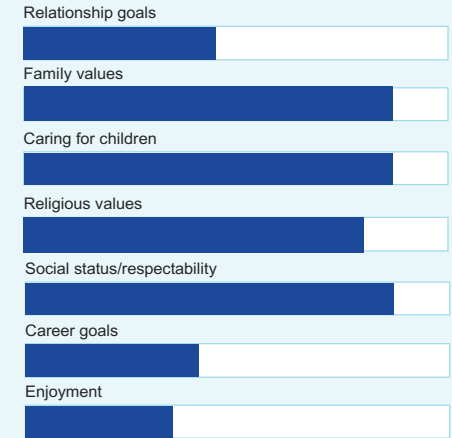 Relationship goals
Family values
Caring for children
Religious values
Social status/respectability
Career goals
Enjoyment